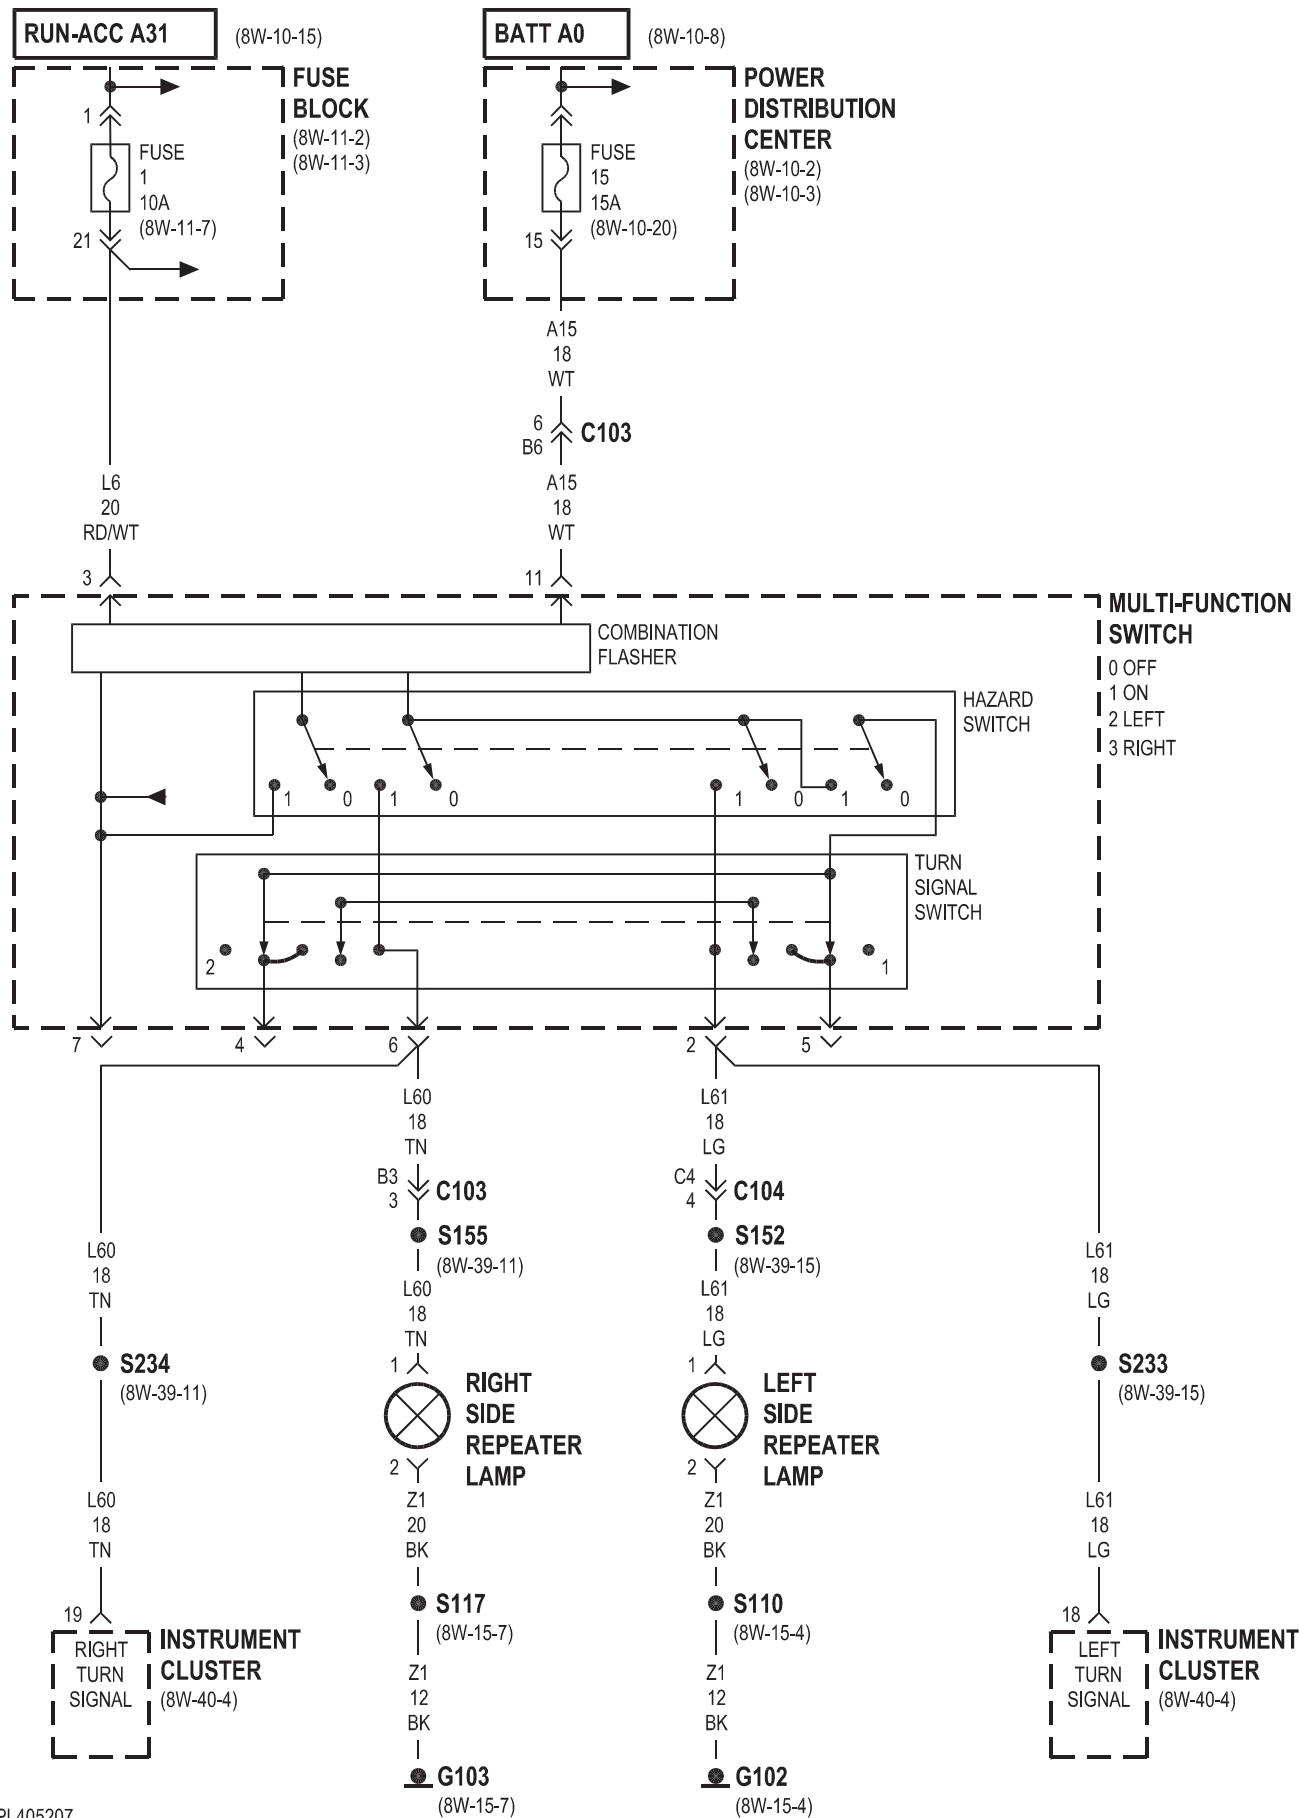 RUN-ACC A31
(8W-10-15)
BATT A0
(8W-10-8)
FUSE
BLOCK
(8W-11-2)
(8W-11-3)
POWER
DISTRIBUTION
CENTER
(8W-10-2)
(8W-10-3)
1
FUSE
1
10A
(8W-11-7)
21
FUSE
15
15A
(8W-10-20)
15
A15
18
WT
6
B6
C103
L6
20
RD/WT
A15
18
WT
3
11
MULTI-FUNCTION
SWITCH
0 OFF
1 ON
2 LEFT
3 RIGHT
COMBINATION
FLASHER
HAZARD
SWITCH
1 0 1 0 1 0 1 0
TURN
SIGNAL
SWITCH
2
1
7 4 6 2 5
L60
18
TN
L61
18
LG
B3
3
C103
C4
4
C104
S155
(8W-39-11)
S152
(8W-39-15)
L60
18
TN
L60
18
TN
L61
18
LG
L61
18
LG
S234
(8W-39-11)
1
RIGHT
SIDE
REPEATER
LAMP
2
1
LEFT
SIDE
REPEATER
LAMP
2
S233
(8W-39-15)
L60
18
TN
Z1
20
BK
Z1
20
BK
L61
18
LG
S117
(8W-15-7)
S110
(8W-15-4)
19
RIGHT
TURN
SIGNAL
INSTRUMENT
CLUSTER
(8W-40-4)
Z1
12
BK
Z1
12
BK
18
LEFT
TURN
SIGNAL
INSTRUMENT
CLUSTER
(8W-40-4)
G103
(8W-15-7)
G102
(8W-15-4)
PL405207